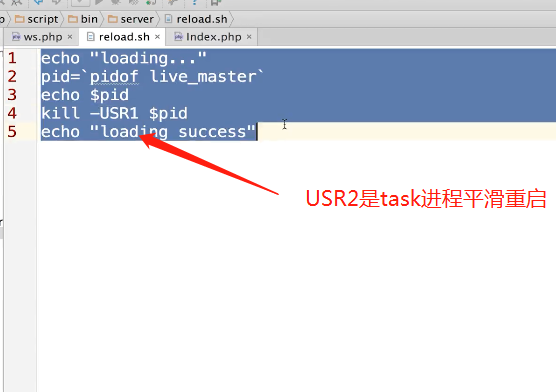 script bin server reload.sh
ws.php reload.sh Index.php
1 echo "loading..."
2 pid=`pidof live_master`
3 echo $pid
4 kill -USR1 $pid
5 echo "loading success"
USR2是task进程平滑重启